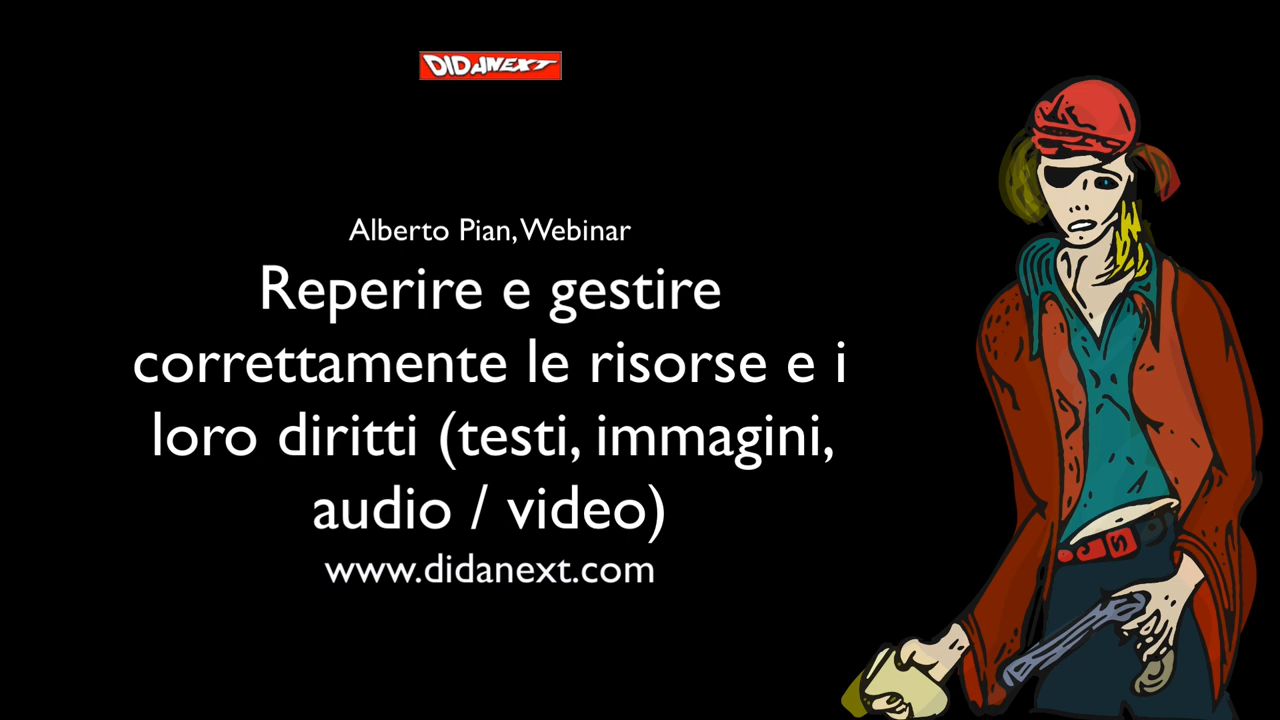 DIDANEXT
Alberto Pian, Webinar
Reperire e gestire
correttamente le risorse e i
loro diritti (testi, immagini,
audio / video)
www.didanext.com